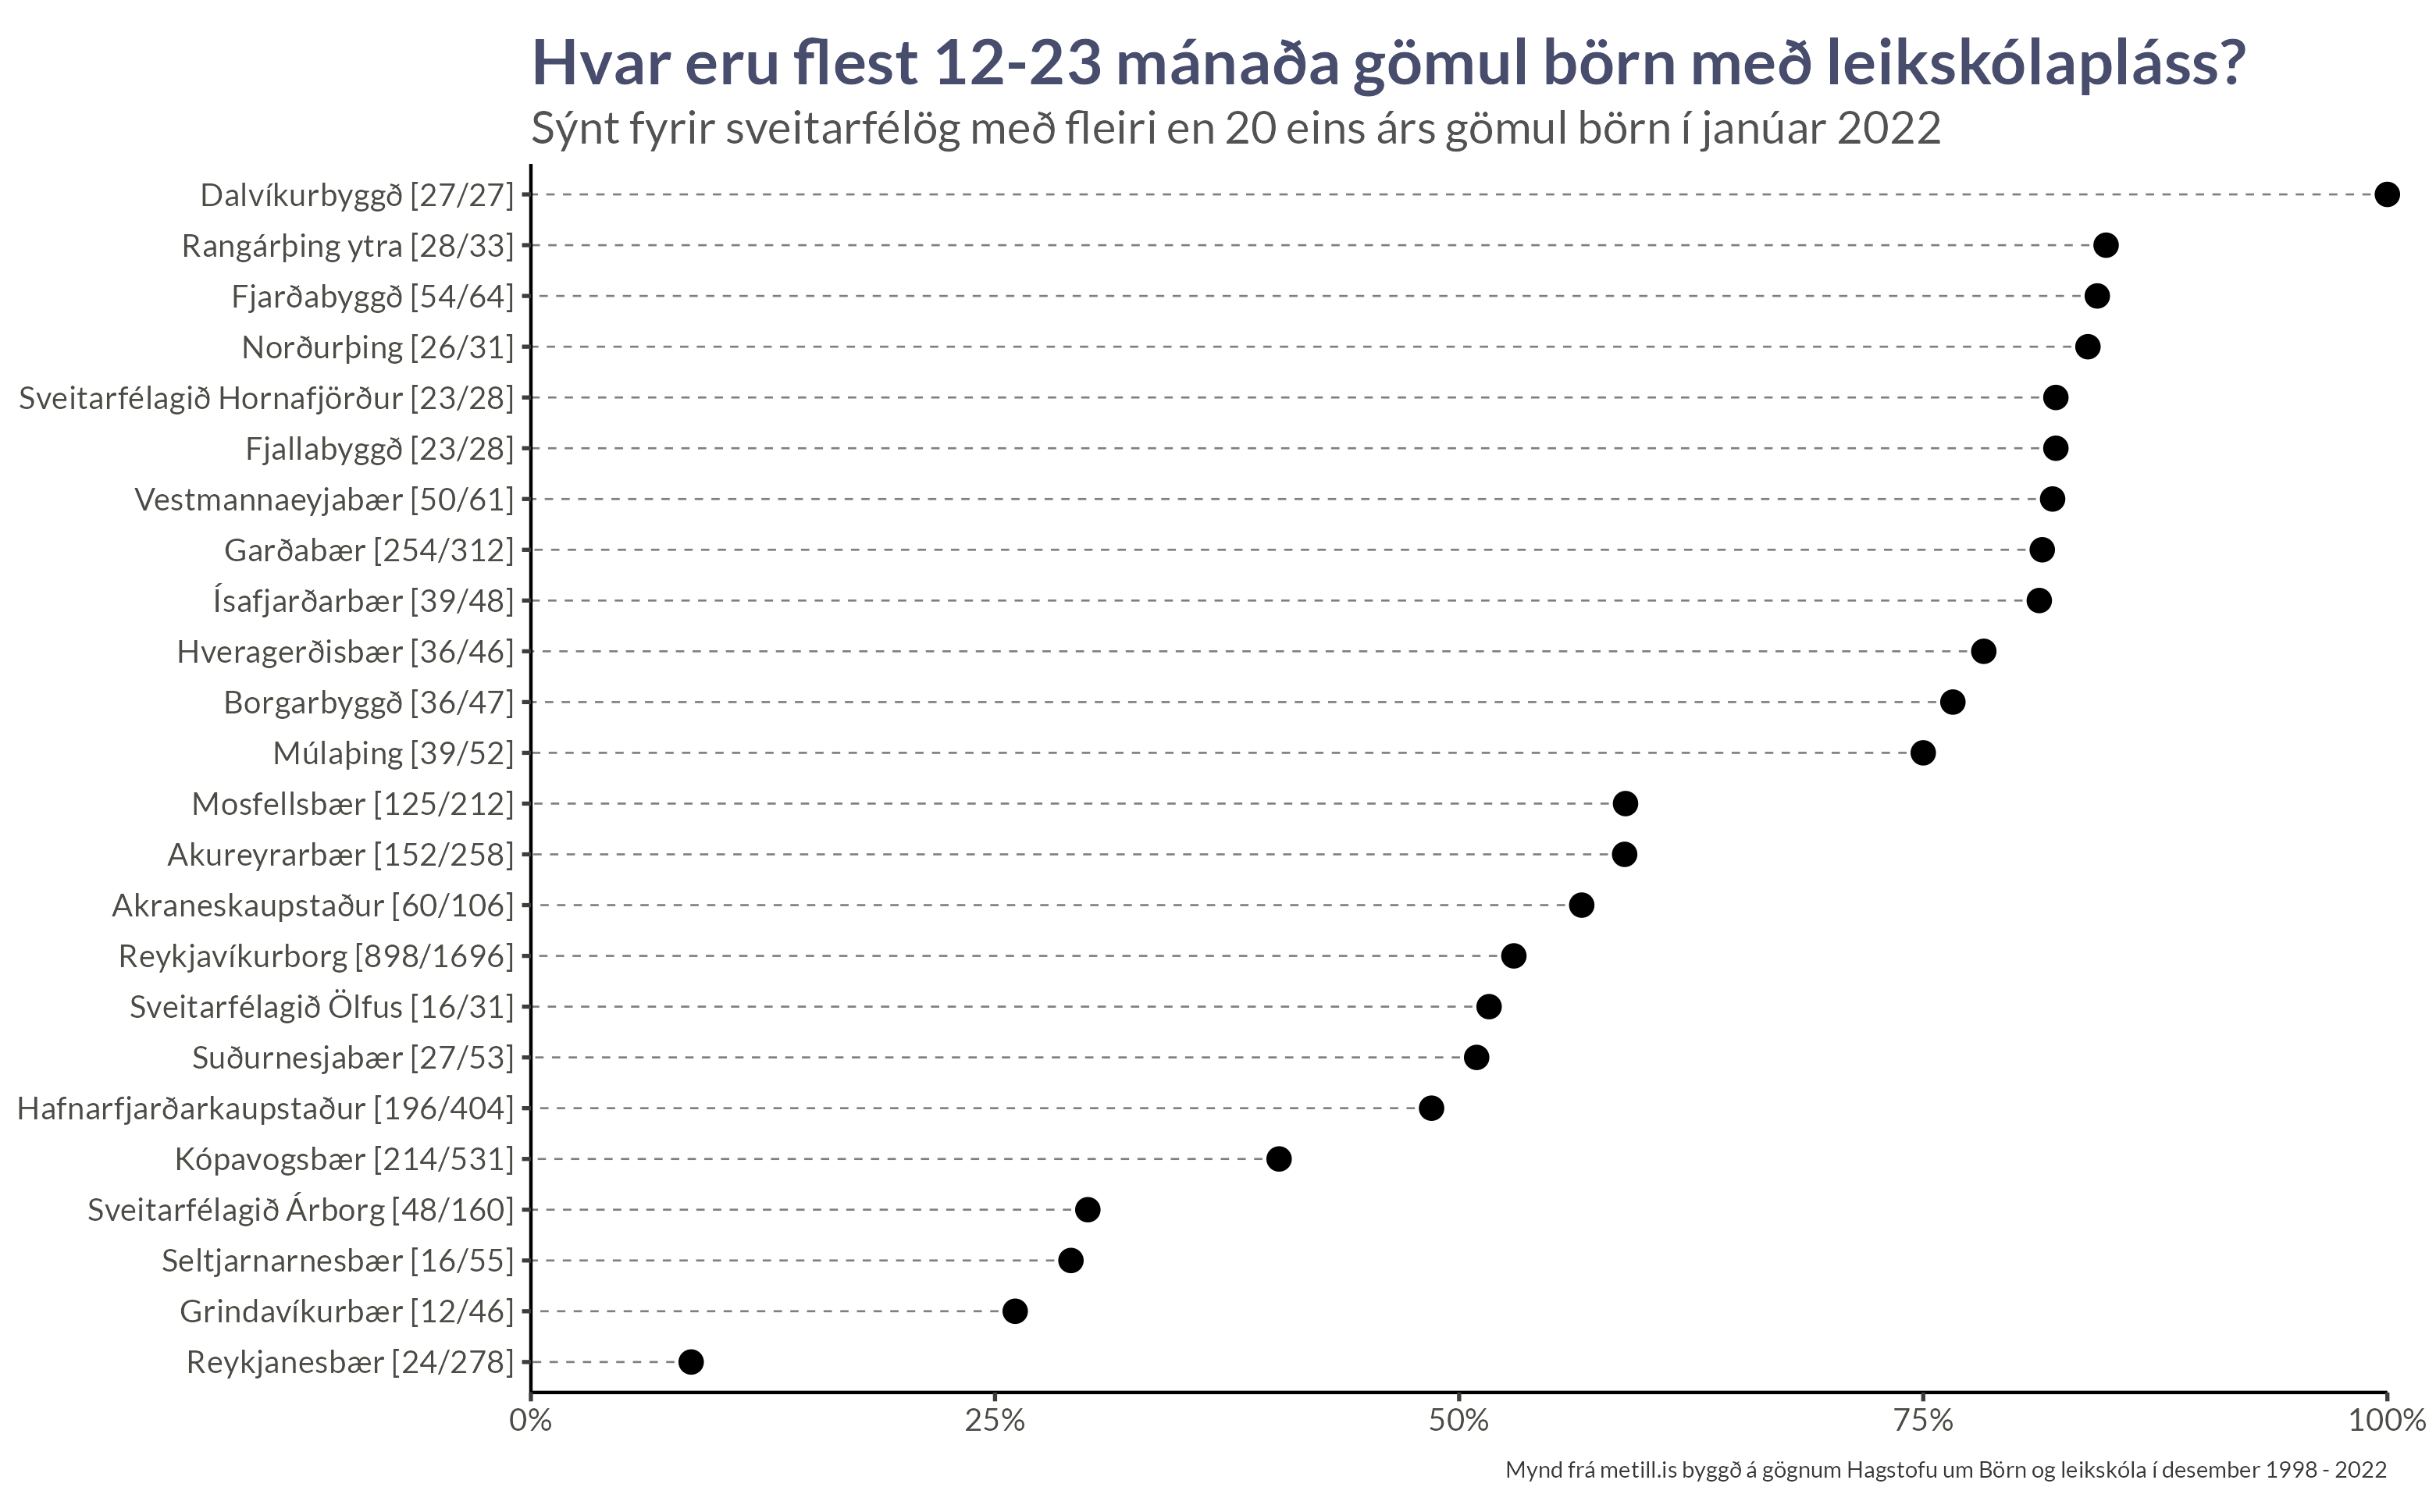 Hvar eru flest 12-23 mánaða gömul börn með leikskólapláss?
Sýnt fyrir sveitarfélög með fleiri en 20 eins árs gömul börn í janúar 2022
Dalvíkurbyggð [27/27]
Rangárþing ytra [28/33]
Fjarðabyggð [54/64]
Norðurþing [26/31]
Sveitarfélagið Hornafjörður [23/28]
Fjallabyggð [23/28]
Vestmannaeyjabær [50/61]
Garðabær [254/312]
Ísafjarðarbær [39/48]
Hveragerðisbær [36/46]
Borgarbyggð [36/47]
Múlaþing [39/52]
Mosfellsbær [125/212]
Akureyrarbær [152/258]
Akraneskaupstaður [60/106]
Reykjavíkurborg [898/1696]
Sveitarfélagið Ölfus [16/31]
Suðurnesjabær [27/53]
Hafnarfjarðarkaupstaður [196/404]
Kópavogsbær [214/531]
Sveitarfélagið Árborg [48/160]
Seltjarnarnesbær [16/55]
Grindavíkurbær [12/46]
Reykjanesbær [24/278]
0% 25% 50% 75% 100%
Mynd frá metill.is byggð á gögnum Hagstofu um Börn og leikskóla í desember 1998 - 2022